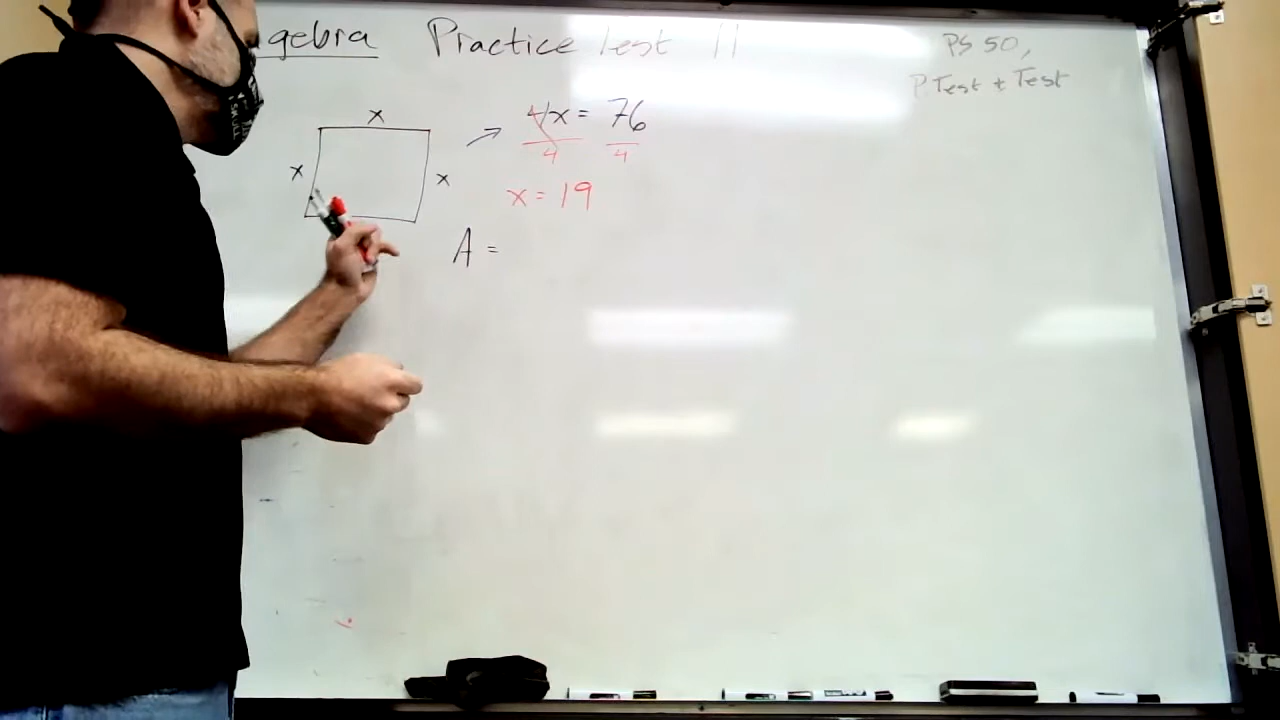 gebra Practice Test 11
PS 50,
P Test + Test
x
x
x
4x = 76
4 4
x = 19
A =